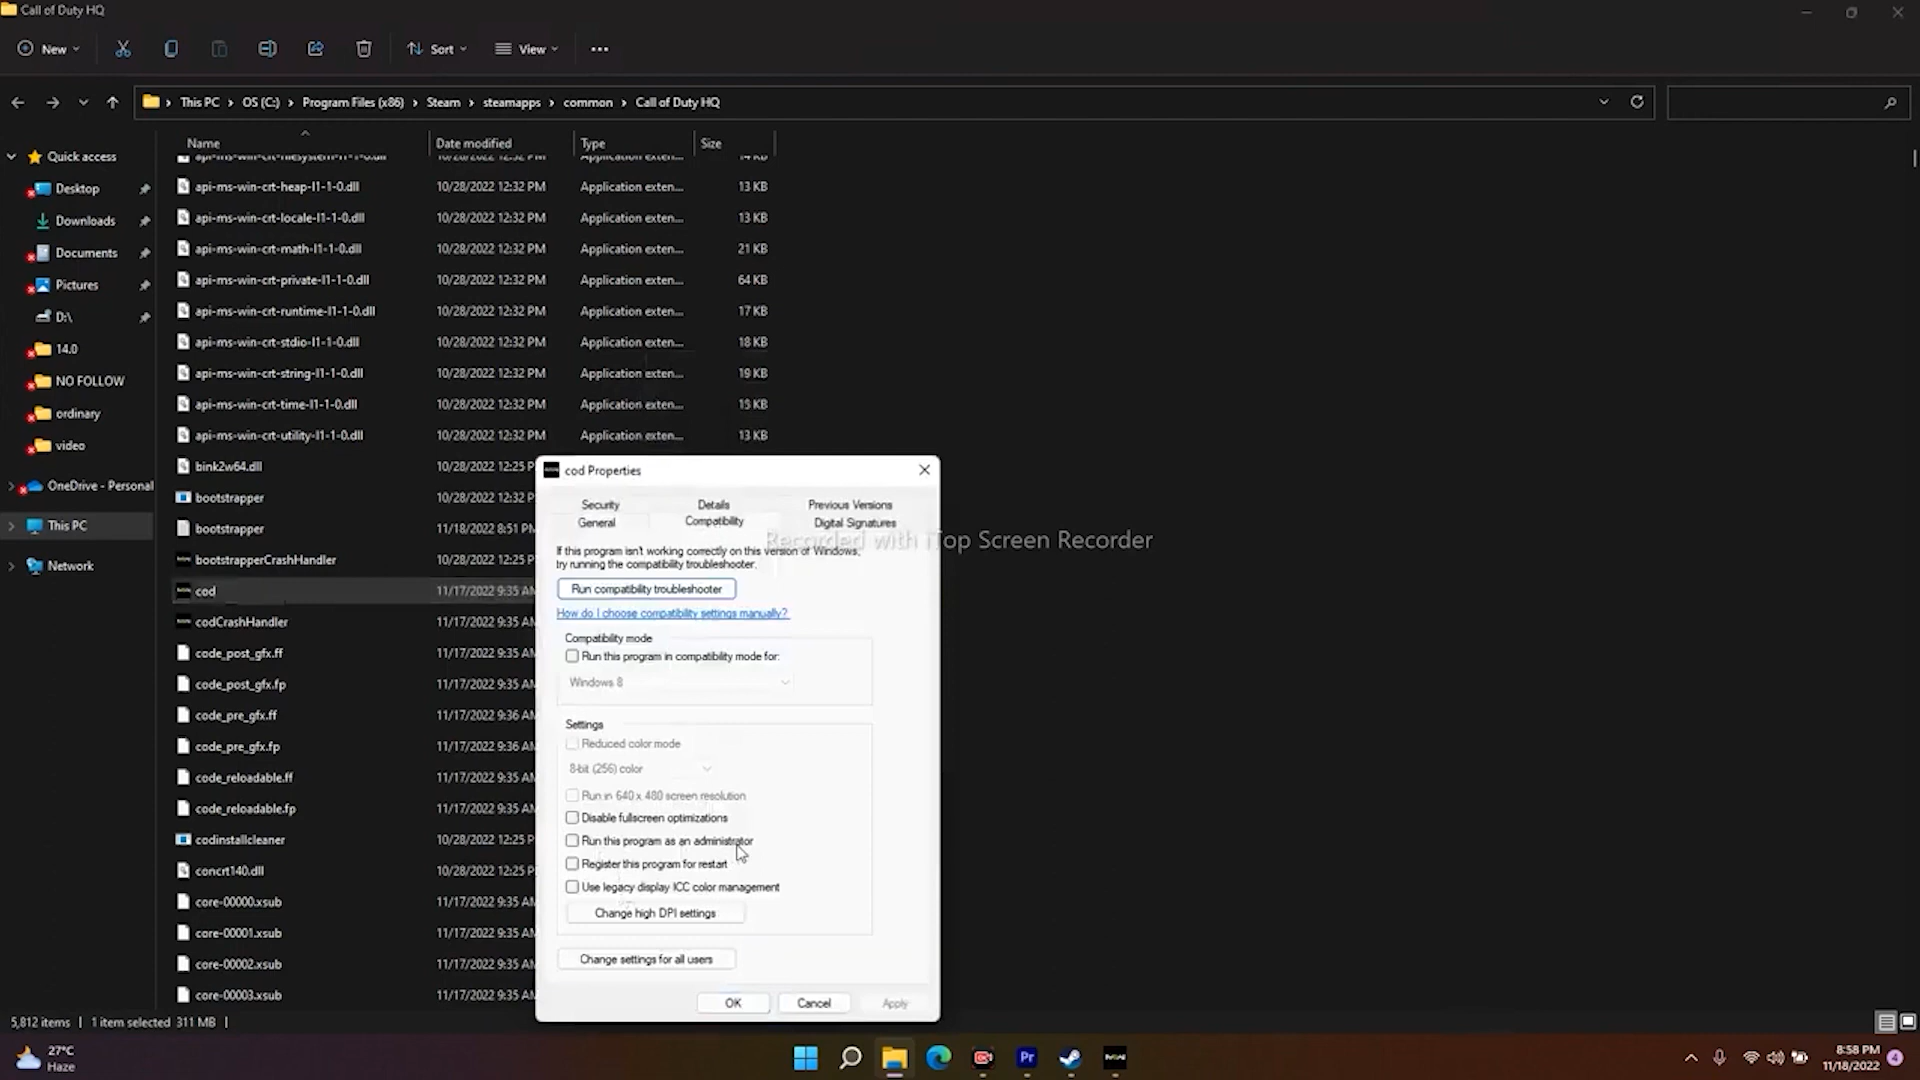 Call of Duty HQ
New
Sort
View
This PC > OS (C:) > Program Files (x86) > Steam > steamapps > common > Call of Duty HQ
Name Date modified Type Size
Quick access
Desktop
Downloads
Documents
Pictures
D:\
14.0
NO FOLLOW
ordinary
video
OneDrive - Personal
This PC
Network
api-ms-win-crt-filesystem-l1-1-0.dll 10/28/2022 12:32 PM Application exten... 14 KB
api-ms-win-crt-heap-l1-1-0.dll 10/28/2022 12:32 PM Application exten... 13 KB
api-ms-win-crt-locale-l1-1-0.dll 10/28/2022 12:32 PM Application exten... 13 KB
api-ms-win-crt-math-l1-1-0.dll 10/28/2022 12:32 PM Application exten... 21 KB
api-ms-win-crt-private-l1-1-0.dll 10/28/2022 12:32 PM Application exten... 64 KB
api-ms-win-crt-runtime-l1-1-0.dll 10/28/2022 12:32 PM Application exten... 17 KB
api-ms-win-crt-stdio-l1-1-0.dll 10/28/2022 12:32 PM Application exten... 18 KB
api-ms-win-crt-string-l1-1-0.dll 10/28/2022 12:32 PM Application exten... 19 KB
api-ms-win-crt-time-l1-1-0.dll 10/28/2022 12:32 PM Application exten... 15 KB
api-ms-win-crt-utility-l1-1-0.dll 10/28/2022 12:32 PM Application exten... 13 KB
bink2w64.dll 10/28/2022 12:25 P
bootstrapper 10/28/2022 12:32 P
bootstrapper 11/18/2022 8:51 P
bootstrapperCrashHandler 10/28/2022 12:25 P
cod 11/17/2022 9:35 A
codCrashHandler 11/17/2022 9:35 A
code_post_gfx.ff 11/17/2022 9:35 A
code_post_gfx.fp 11/17/2022 9:35 A
code_pre_gfx.ff 11/17/2022 9:36 A
code_pre_gfx.fp 11/17/2022 9:36 A
code_reloadable.ff 11/17/2022 9:35 A
code_reloadable.fp 11/17/2022 9:35 A
codinstallcleaner 10/28/2022 12:25 P
concrt140.dll 10/28/2022 12:25 P
core-00000.xsub 11/17/2022 9:35 A
core-00001.xsub 11/17/2022 9:35 A
core-00002.xsub 11/17/2022 9:35 A
core-00003.xsub 11/17/2022 9:35 A
cod Properties
Security Details Previous Versions
General Compatibility Digital Signatures
Recorded with iTop Screen Recorder
If this program isn't working correctly on this version of Windows,
try running the compatibility troubleshooter.
Run compatibility troubleshooter
How do I choose compatibility settings manually?
Compatibility mode
Run this program in compatibility mode for:
Windows 8
Settings
Reduced color mode
8-bit (256) color
Run in 640 x 480 screen resolution
Disable fullscreen optimizations
Run this program as an administrator
Register this program for restart
Use legacy display ICC color management
Change high DPI settings
Change settings for all users
OK Cancel Apply
5,812 items | 1 item selected 311 MB |
27°C
Haze
Pr
8:58 PM
11/18/2022
4